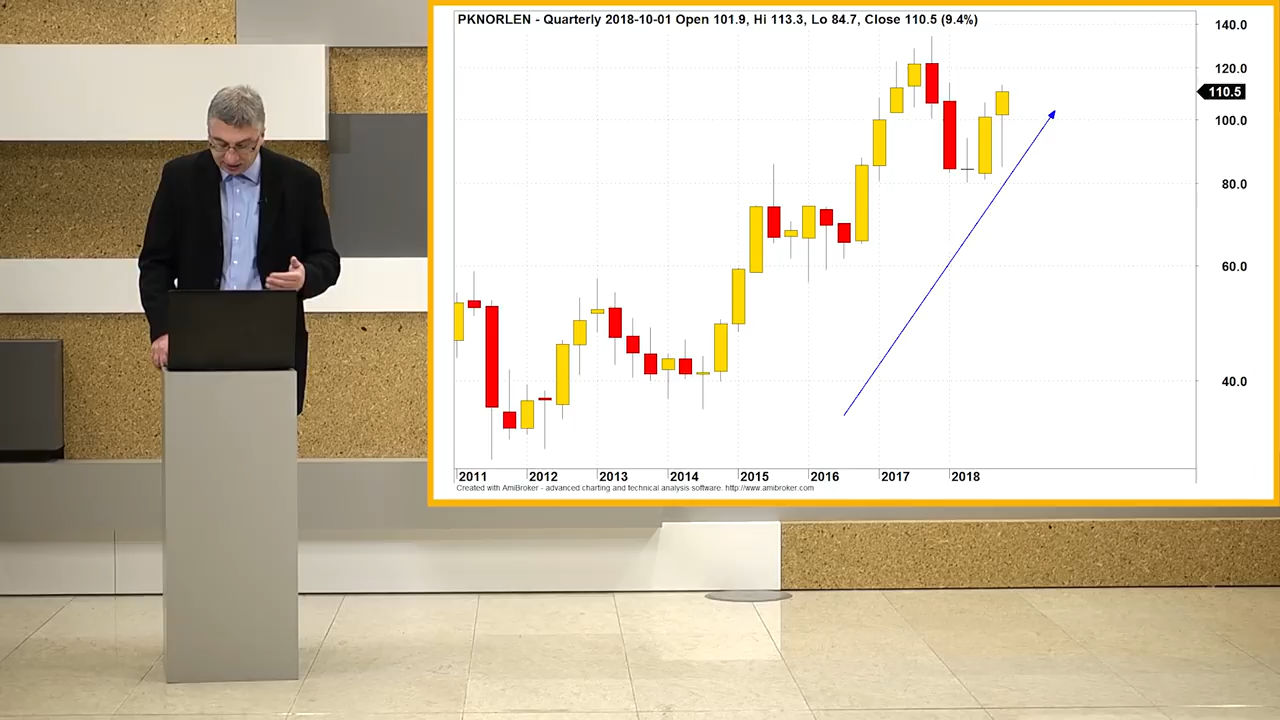 PKNORLEN - Quarterly 2018-10-01 Open 101.9, Hi 113.3, Lo 84.7, Close 110.5 (9.4%)
140.0
120.0
110.5
100.0
80.0
60.0
40.0
2011 2012 2013 2014 2015 2016 2017 2018
Created with AmiBroker - advanced charting and technical analysis software. http://www.amibroker.com